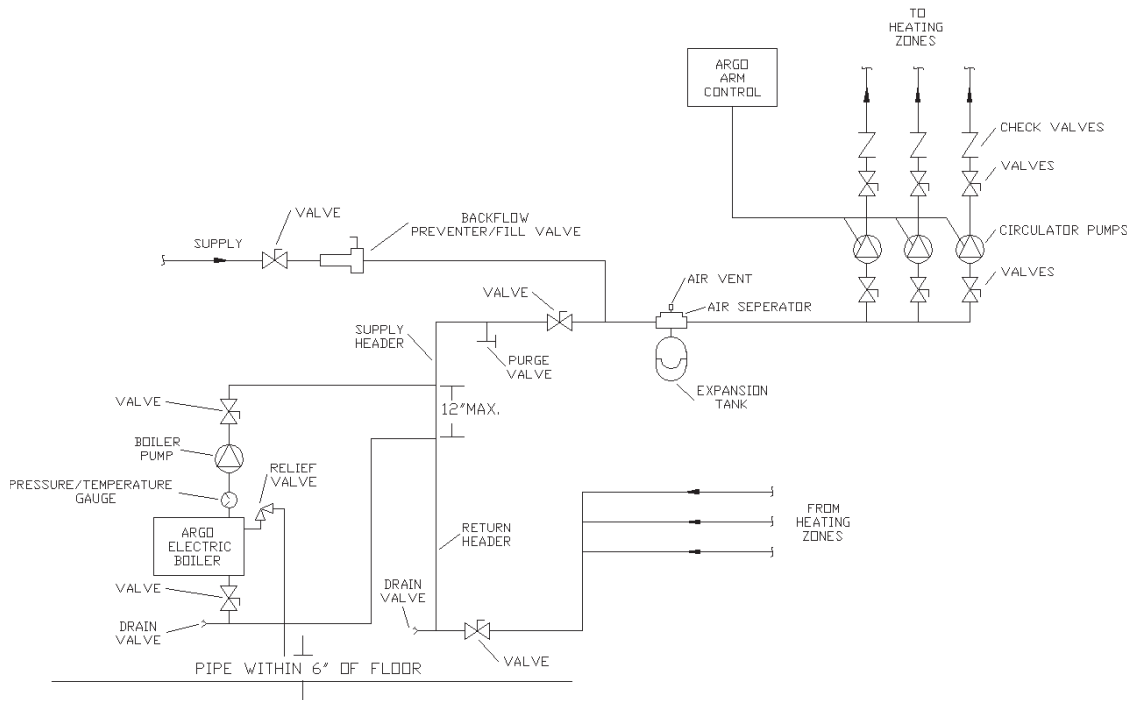 TO
HEATING
ZONES
ARGO
ARM
CONTROL
CHECK VALVES
VALVES
CIRCULATOR PUMPS
VALVES
VALVE
BACKFLOW
PREVENTER/FILL VALVE
SUPPLY
AIR VENT
VALVE
AIR SEPERATOR
SUPPLY
HEADER
PURGE
VALVE
EXPANSION
TANK
VALVE
12"MAX.
BOILER
PUMP
RELIEF
VALVE
PRESSURE/TEMPERATURE
GAUGE
ARGO
ELECTRIC
BOILER
RETURN
HEADER
FROM
HEATING
ZONES
VALVE
DRAIN
VALVE
DRAIN
VALVE
VALVE
PIPE WITHIN 6" OF FLOOR